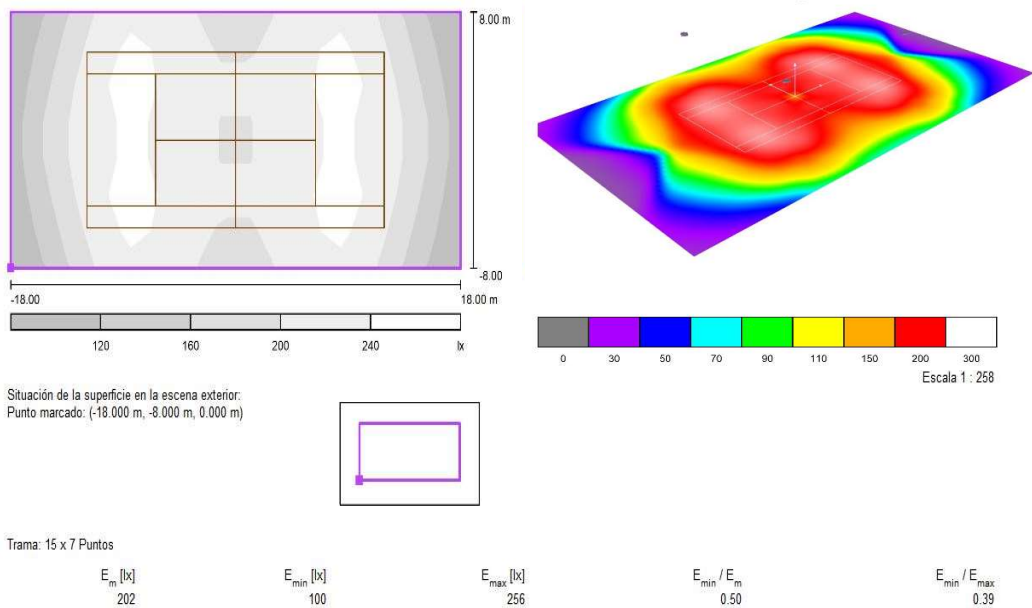 8.00 m
-8.00
-18.00 18.00 m
120 160 200 240 lx
0 30 50 70 90 110 150 200 300
Escala 1 : 258
Situación de la superficie en la escena exterior:
Punto marcado: (-18.000 m, -8.000 m, 0.000 m)
Trama: 15 x 7 Puntos
Em [lx] Emin [lx] Emax [lx] Emin / Em Emin / Emax
202 100 256 0.50 0.39